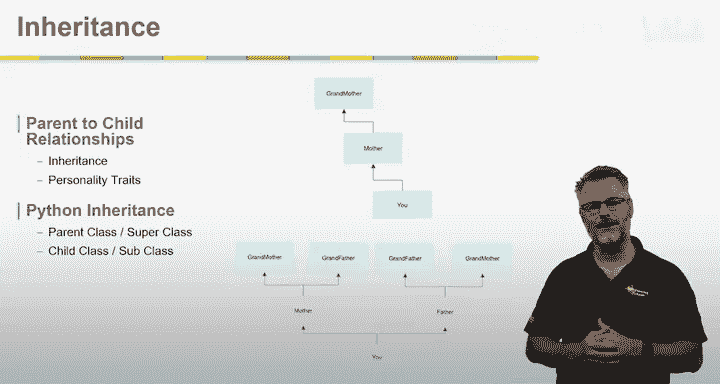 Inheritance
Parent to Child
Relationships
– Inheritance
– Personality Traits
Python Inheritance
– Parent Class / Super Class
– Child Class / Sub Class
GrandMother
Mother
You
GrandMother GrandFather GrandFather GrandMother
Mother Father
You